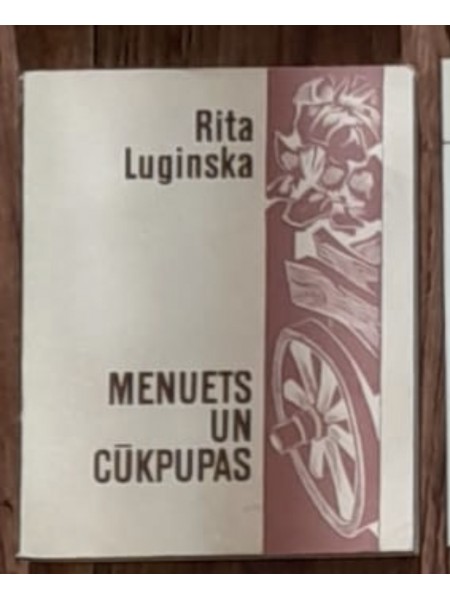 Rita
Luginska
MENUETS
UN
CŪKPUPAS